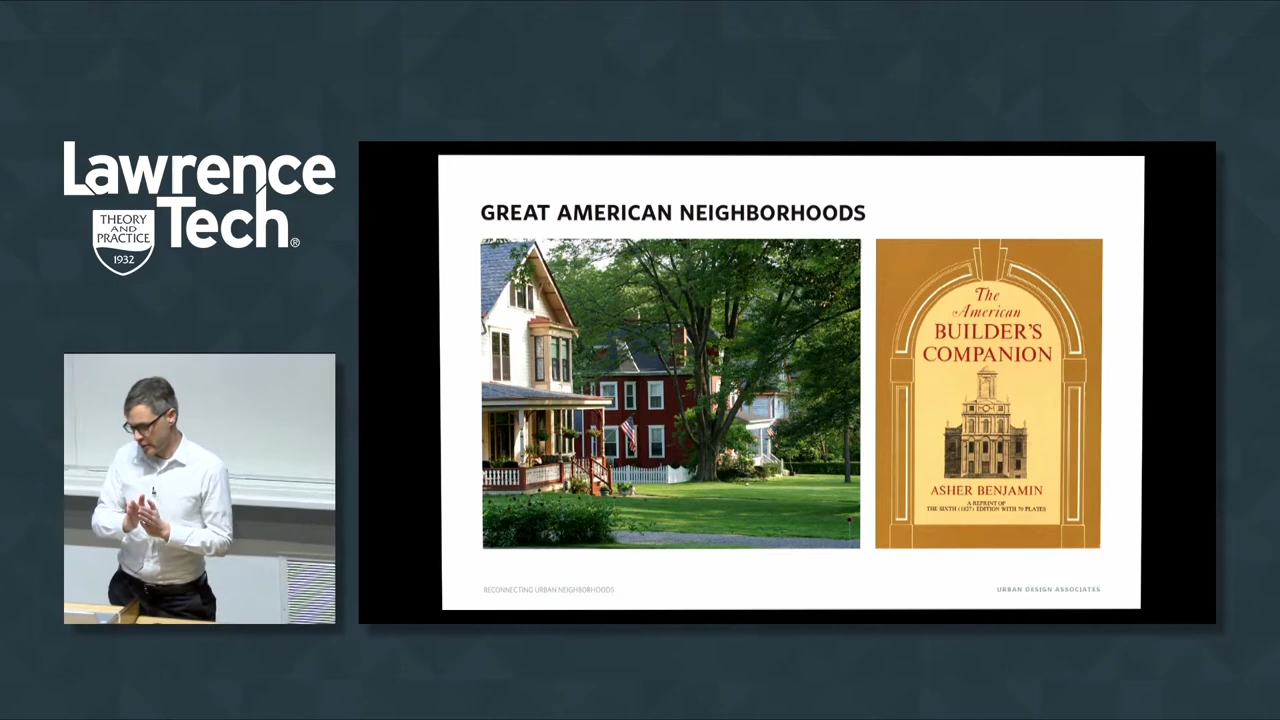 Lawrence
Tech®
THEORY
AND
PRACTICE
1932
GREAT AMERICAN NEIGHBORHOODS
The
American
BUILDER'S
COMPANION
ASHER BENJAMIN
A REPRINT OF
THE SIXTH (1827) EDITION WITH 70 PLATES
RECONNECTING URBAN NEIGHBORHOODS
URBAN DESIGN ASSOCIATES